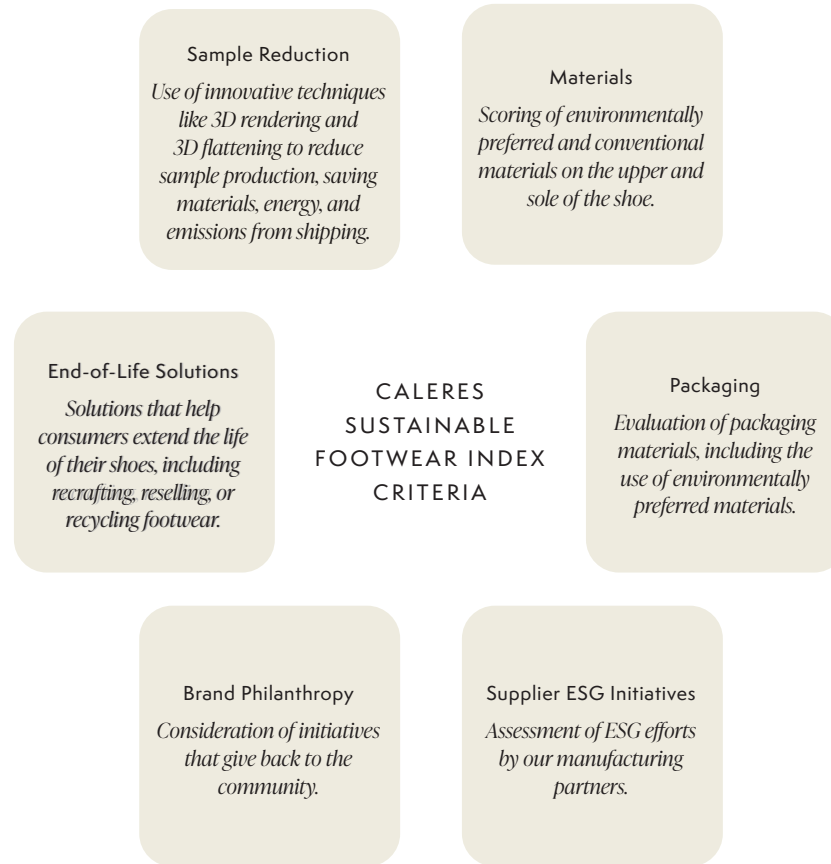 Sample Reduction
Use of innovative techniques
like 3D rendering and
3D flattening to reduce
sample production, saving
materials, energy, and
emissions from shipping.
Materials
Scoring of environmentally
preferred and conventional
materials on the upper and
sole of the shoe.
End-of-Life Solutions
Solutions that help
consumers extend the life
of their shoes, including
recrafting, reselling, or
recycling footwear.
CALERES
SUSTAINABLE
FOOTWEAR INDEX
CRITERIA
Packaging
Evaluation of packaging
materials, including the
use of environmentally
preferred materials.
Brand Philanthropy
Consideration of initiatives
that give back to the
community.
Supplier ESG Initiatives
Assessment of ESG efforts
by our manufacturing
partners.